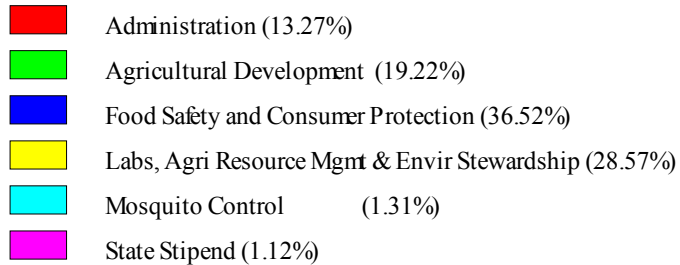 Administration (13.27%)
Agricultural Development (19.22%)
Food Safety and Consumer Protection (36.52%)
Labs, Agri Resource Mgmt & Envir Stewardship (28.57%)
Mosquito Control (1.31%)
State Stipend (1.12%)